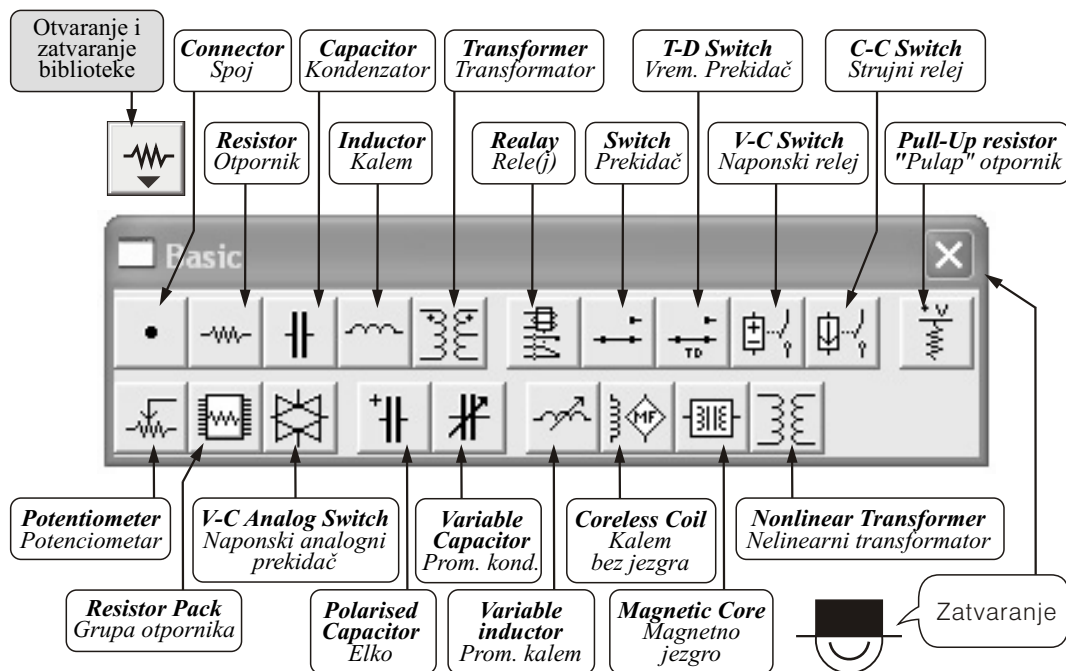 Otvaranje i
zatvaranje
biblioteke
Connector
Spoj
Capacitor
Kondenzator
Transformer
Transformator
T-D Switch
Vrem. Prekidač
C-C Switch
Strujni relej
Resistor
Otpornik
Inductor
Kalem
Realay
Rele(j)
Switch
Prekidač
V-C Switch
Naponski relej
Pull-Up resistor
"Pulap" otpornik
Basic
+V
TD
MF
Potentiometer
Potenciometar
V-C Analog Switch
Naponski analogni
prekidač
Variable
Capacitor
Prom. kond.
Coreless Coil
Kalem
bez jezgra
Nonlinear Transformer
Nelinearni transformator
Resistor Pack
Grupa otpornika
Polarised
Capacitor
Elko
Variable
inductor
Prom. kalem
Magnetic Core
Magnetno
jezgro
Zatvaranje